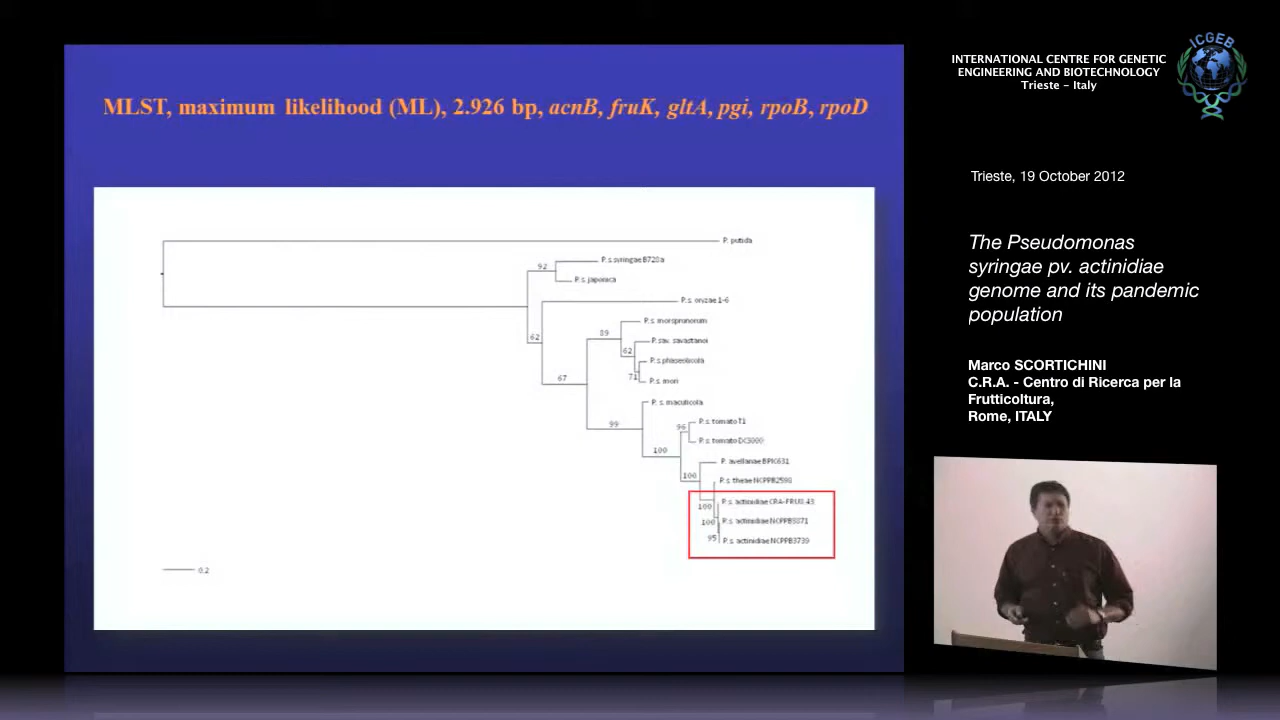 MLST, maximum likelihood (ML), 2.926 bp, acnB, fruK, gltA, pgi, rpoB, rpoD
P. putida
P. s. syringae B728a
92
P. s. japonica
P. s. oryzae 1-6
P. s. morsprunorum
89
62
P. sav. savastanoi
62
P. s. phaseolicola
71
P. s. mori
67
P. s. maculicola
99
P. s. tomato T1
96
P. s. tomato DC3000
100
P. avellanae BPIC631
100
P. s. theae NCPPB2598
P. s. actinidiae CRA-FRU8.43
100
P. s. actinidiae NCPPB3871
100
P. s. actinidiae NCPPB3739
95
0.2
ICGEB
INTERNATIONAL CENTRE FOR GENETIC
ENGINEERING AND BIOTECHNOLOGY
Trieste - Italy
Trieste, 19 October 2012
The Pseudomonas
syringae pv. actinidiae
genome and its pandemic
population
Marco SCORTICHINI
C.R.A. - Centro di Ricerca per la
Frutticoltura,
Rome, ITALY